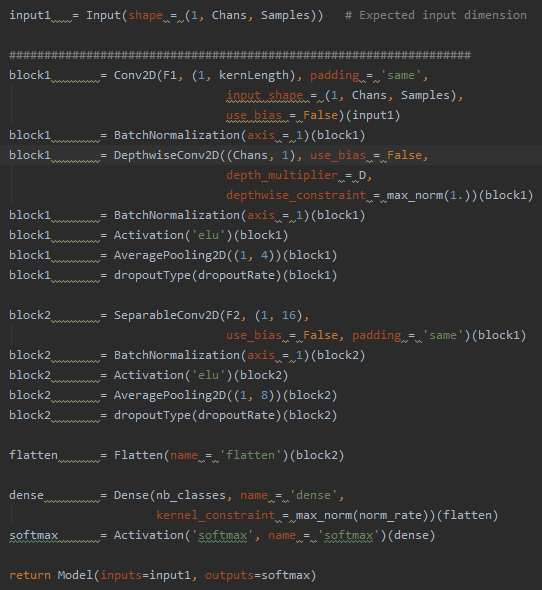 input1   = Input(shape = (1, Chans, Samples))   # Expected input dimension
##################################################################
block1       = Conv2D(F1, (1, kernLength), padding = 'same',
                               input_shape = (1, Chans, Samples),
                               use_bias = False)(input1)
block1       = BatchNormalization(axis = 1)(block1)
block1       = DepthwiseConv2D((Chans, 1), use_bias = False,
                               depth_multiplier = D,
                               depthwise_constraint = max_norm(1.))(block1)
block1       = BatchNormalization(axis = 1)(block1)
block1       = Activation('elu')(block1)
block1       = AveragePooling2D((1, 4))(block1)
block1       = dropoutType(dropoutRate)(block1)
block2       = SeparableConv2D(F2, (1, 16),
                               use_bias = False, padding = 'same')(block1)
block2       = BatchNormalization(axis = 1)(block2)
block2       = Activation('elu')(block2)
block2       = AveragePooling2D((1, 8))(block2)
block2       = dropoutType(dropoutRate)(block2)
flatten      = Flatten(name = 'flatten')(block2)
dense        = Dense(nb_classes, name = 'dense',
                     kernel_constraint = max_norm(norm_rate))(flatten)
softmax      = Activation('softmax', name = 'softmax')(dense)
return Model(inputs=input1, outputs=softmax)